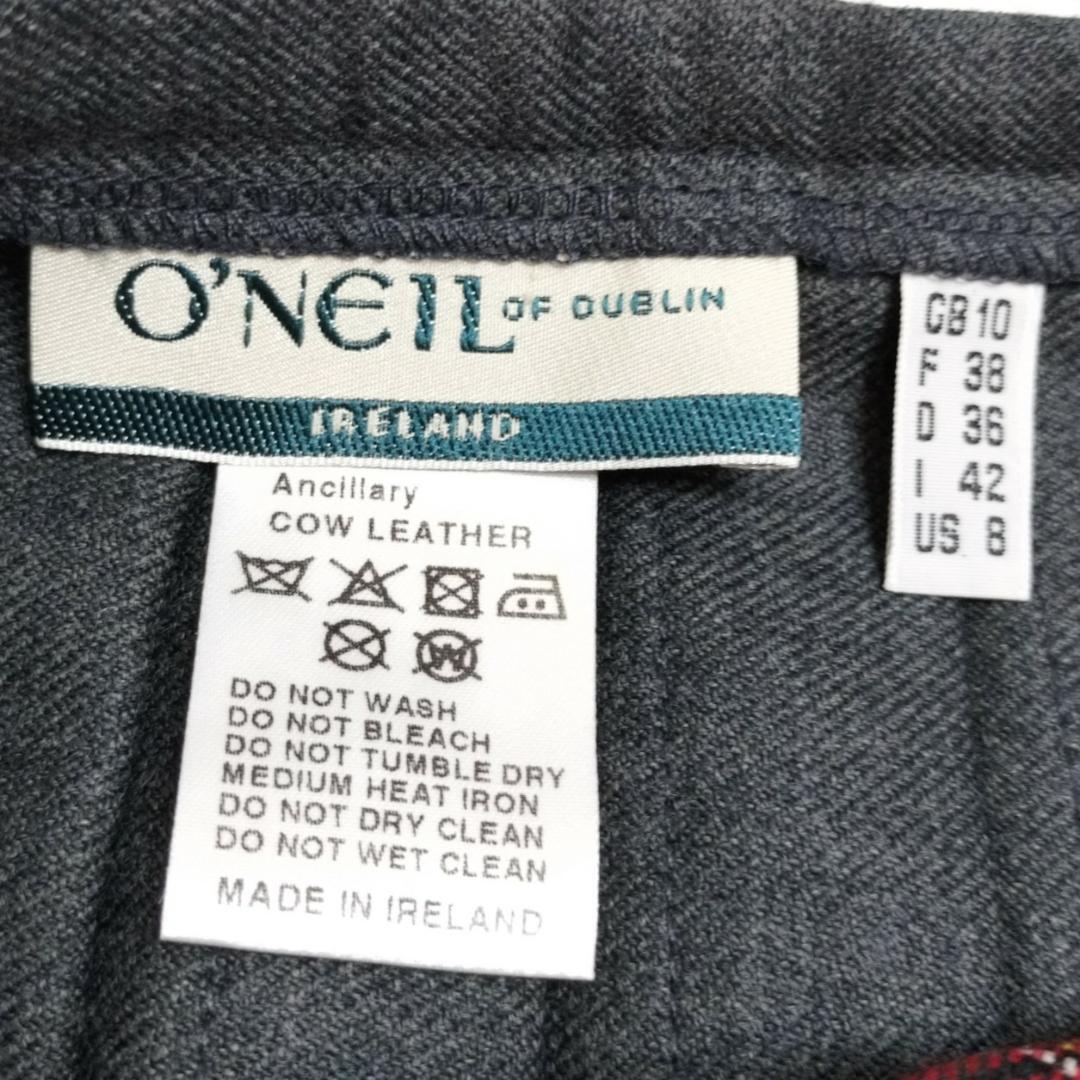 O'NEIL OF DUBLIN
IRELAND
GB 10
F 38
D 36
I 42
US 8
Ancillary
COW LEATHER
W
DO NOT WASH
DO NOT BLEACH
DO NOT TUMBLE DRY
MEDIUM HEAT IRON
DO NOT DRY CLEAN
DO NOT WET CLEAN
MADE IN IRELAND